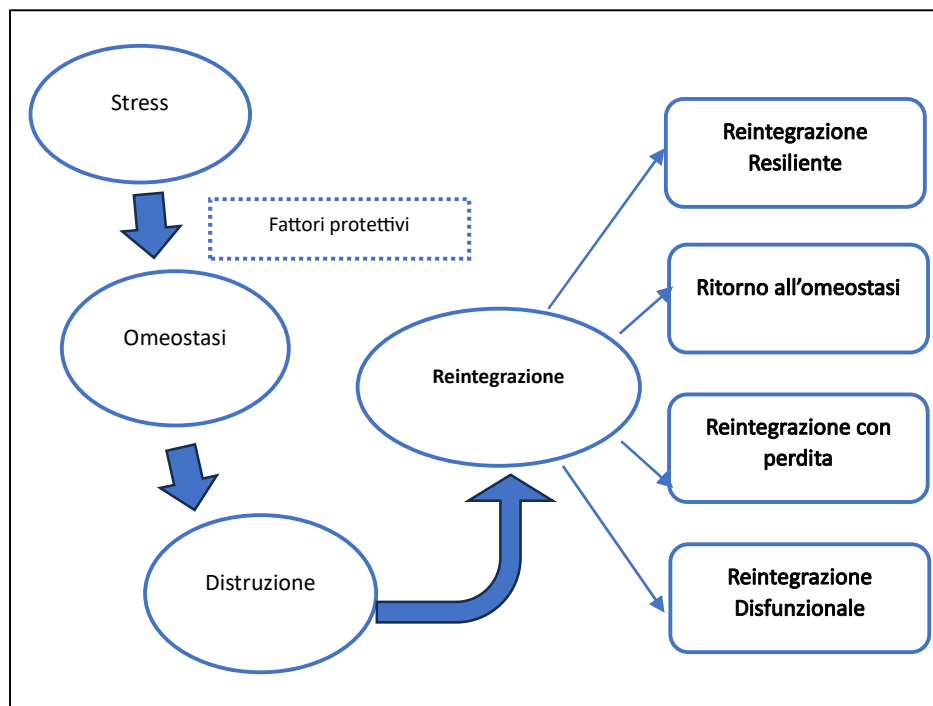 Stress
Fattori protettivi
Omeostasi
Distruzione
Reintegrazione
Reintegrazione
Resiliente
Ritorno all’omeostasi
Reintegrazione con
perdita
Reintegrazione
Disfunzionale